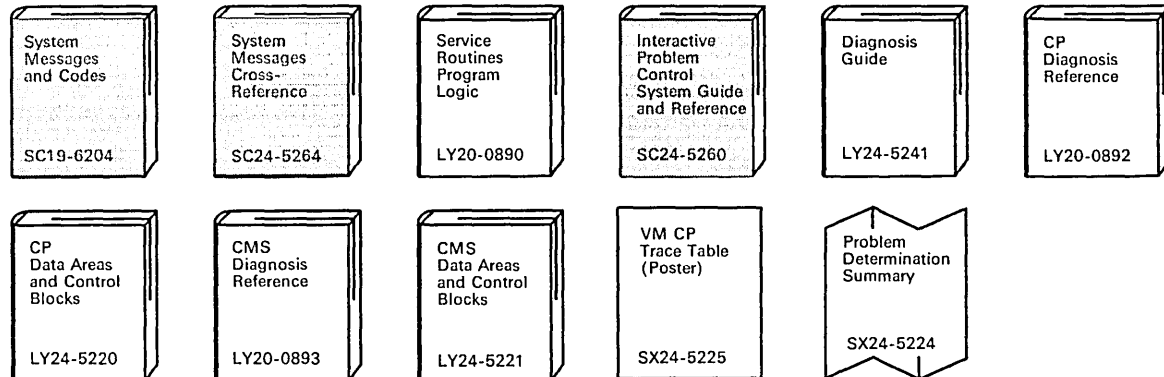 System
Messages
and Codes
SC19-6204
System
Messages
Cross-
Reference
SC24-5264
Service
Routines
Program
Logic
LY20-0890
Interactive
Problem
Control
System Guide
and Reference
SC24-5260
Diagnosis
Guide
LY24-5241
CP
Diagnosis
Reference
LY20-0892
CP
Data Areas
and Control
Blocks
LY24-5220
CMS
Diagnosis
Reference
LY20-0893
CMS
Data Areas
and Control
Blocks
LY24-5221
VM CP
Trace Table
(Poster)
SX24-5225
Problem
Determination
Summary
SX24-5224